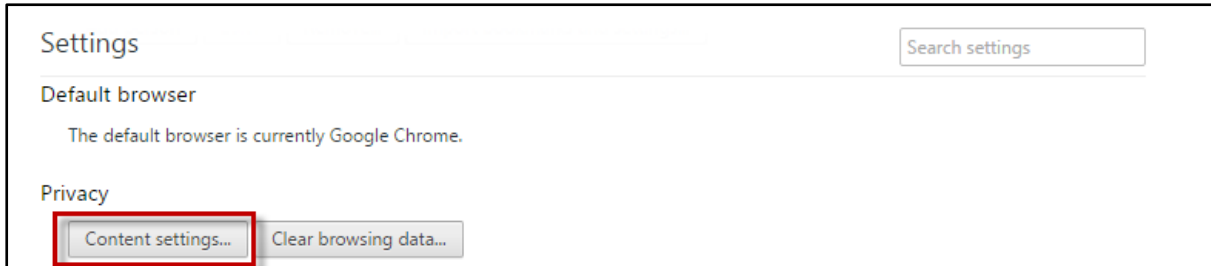 Settings
Search settings
Default browser
The default browser is currently Google Chrome.
Privacy
Content settings...
Clear browsing data...